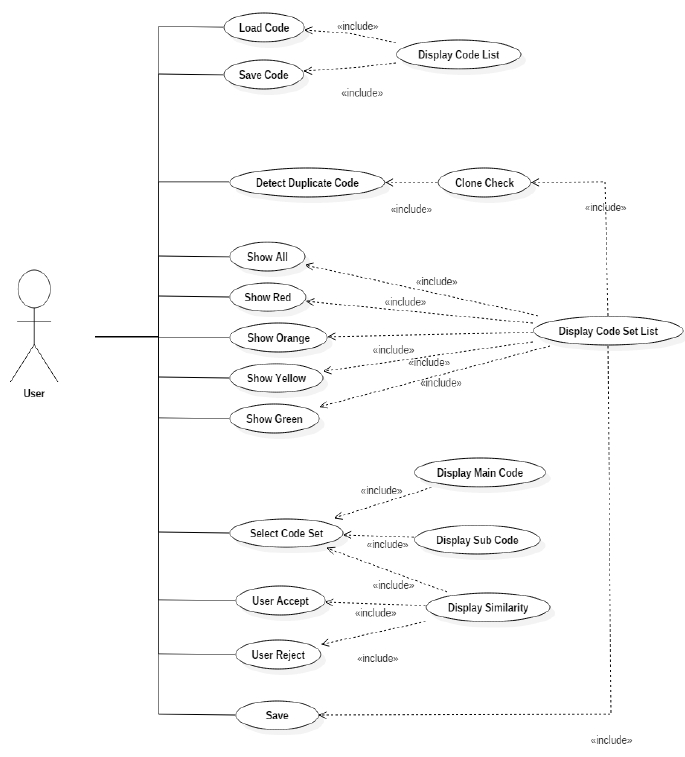 Load Code
«include»
Display Code List
Save Code
«include»
Detect Duplicate Code
Clone Check
«include»
«include»
Show All
«include»
Show Red
«include»
Display Code Set List
Show Orange
«include»
«include»
Show Yellow
«include»
User
Show Green
Display Main Code
«include»
Select Code Set
Display Sub Code
«include»
«include»
User Accept
Display Similarity
«include»
User Reject
«include»
Save
«include»